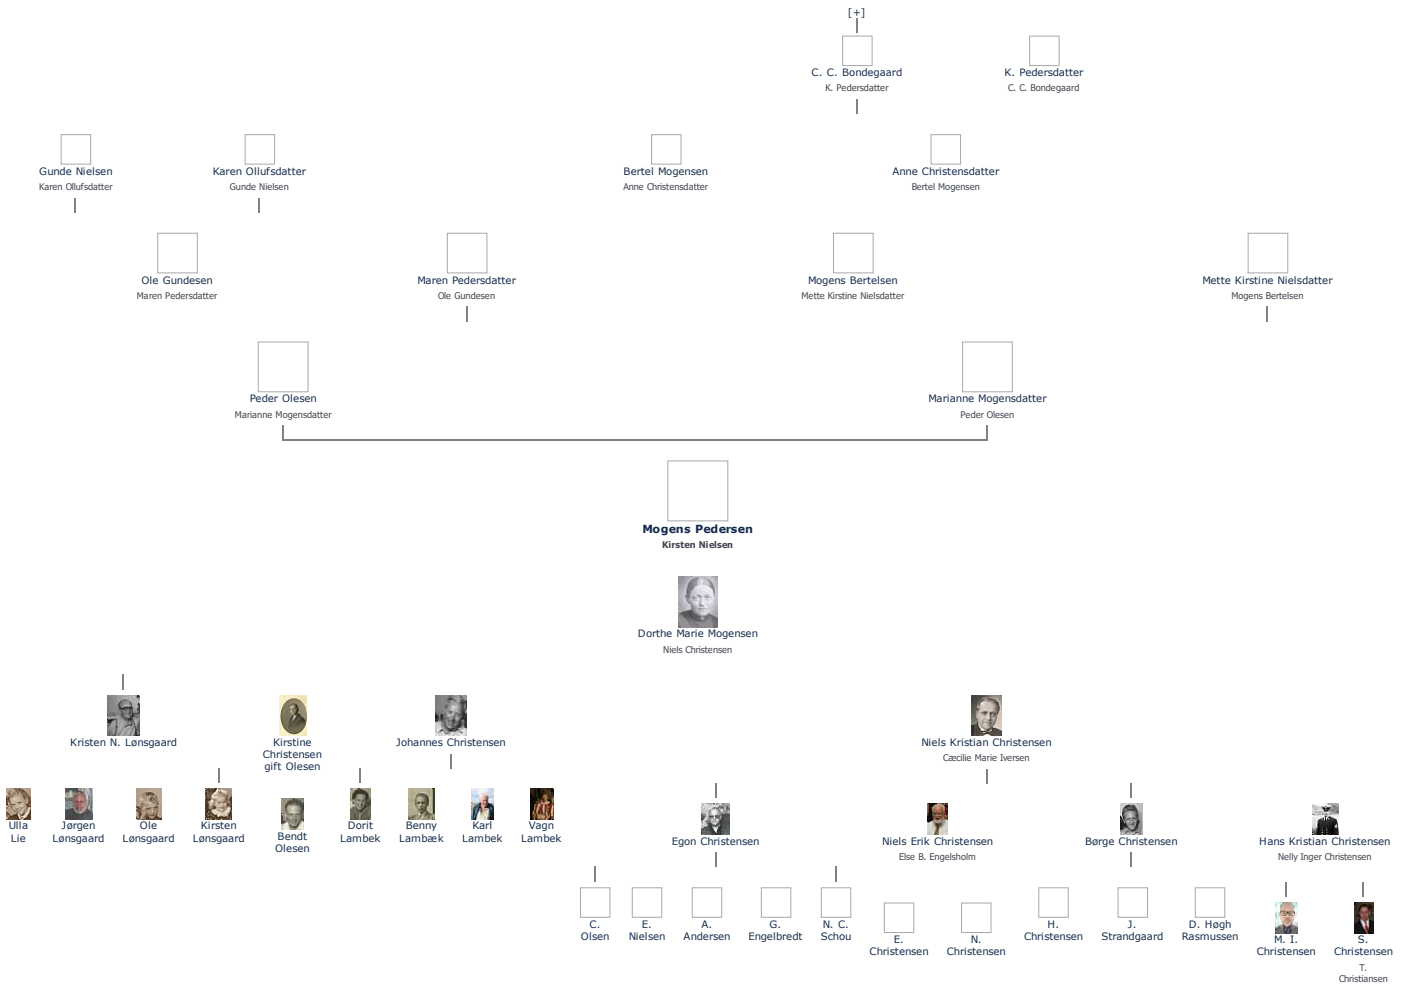 [+]
C. C. Bondegaard
K. Pedersdatter
K. Pedersdatter
C. C. Bondegaard
Gunde Nielsen
Karen Ollufsdatter
Karen Ollufsdatter
Gunde Nielsen
Bertel Mogensen
Anne Christensdatter
Anne Christensdatter
Bertel Mogensen
Ole Gundesen
Maren Pedersdatter
Maren Pedersdatter
Ole Gundesen
Mogens Bertelsen
Mette Kirstine Nielsdatter
Mette Kirstine Nielsdatter
Mogens Bertelsen
Peder Olesen
Marianne Mogensdatter
Marianne Mogensdatter
Peder Olesen
Mogens Pedersen
Kirsten Nielsen
Dorthe Marie Mogensen
Niels Christensen
Kristen N. Lønsgaard
Kirstine
Christensen
gift Olesen
Johannes Christensen
Niels Kristian Christensen
Cæcilie Marie Iversen
Ulla
Lie
Jørgen
Lønsgaard
Ole
Lønsgaard
Kirsten
Lønsgaard
Bendt
Olesen
Dorit
Lambek
Benny
Lambæk
Karl
Lambek
Vagn
Lambek
Egon Christensen
Niels Erik Christensen
Else B. Engelsholm
Børge Christensen
Hans Kristian Christensen
Nelly Inger Christensen
C.
Olsen
E.
Nielsen
A.
Andersen
G.
Engelbredt
N. C.
Schou
E.
Christensen
N.
Christensen
H.
Christensen
J.
Strandgaard
D. Høgh
Rasmussen
M. I.
Christensen
S.
Christensen
T.
Christiansen